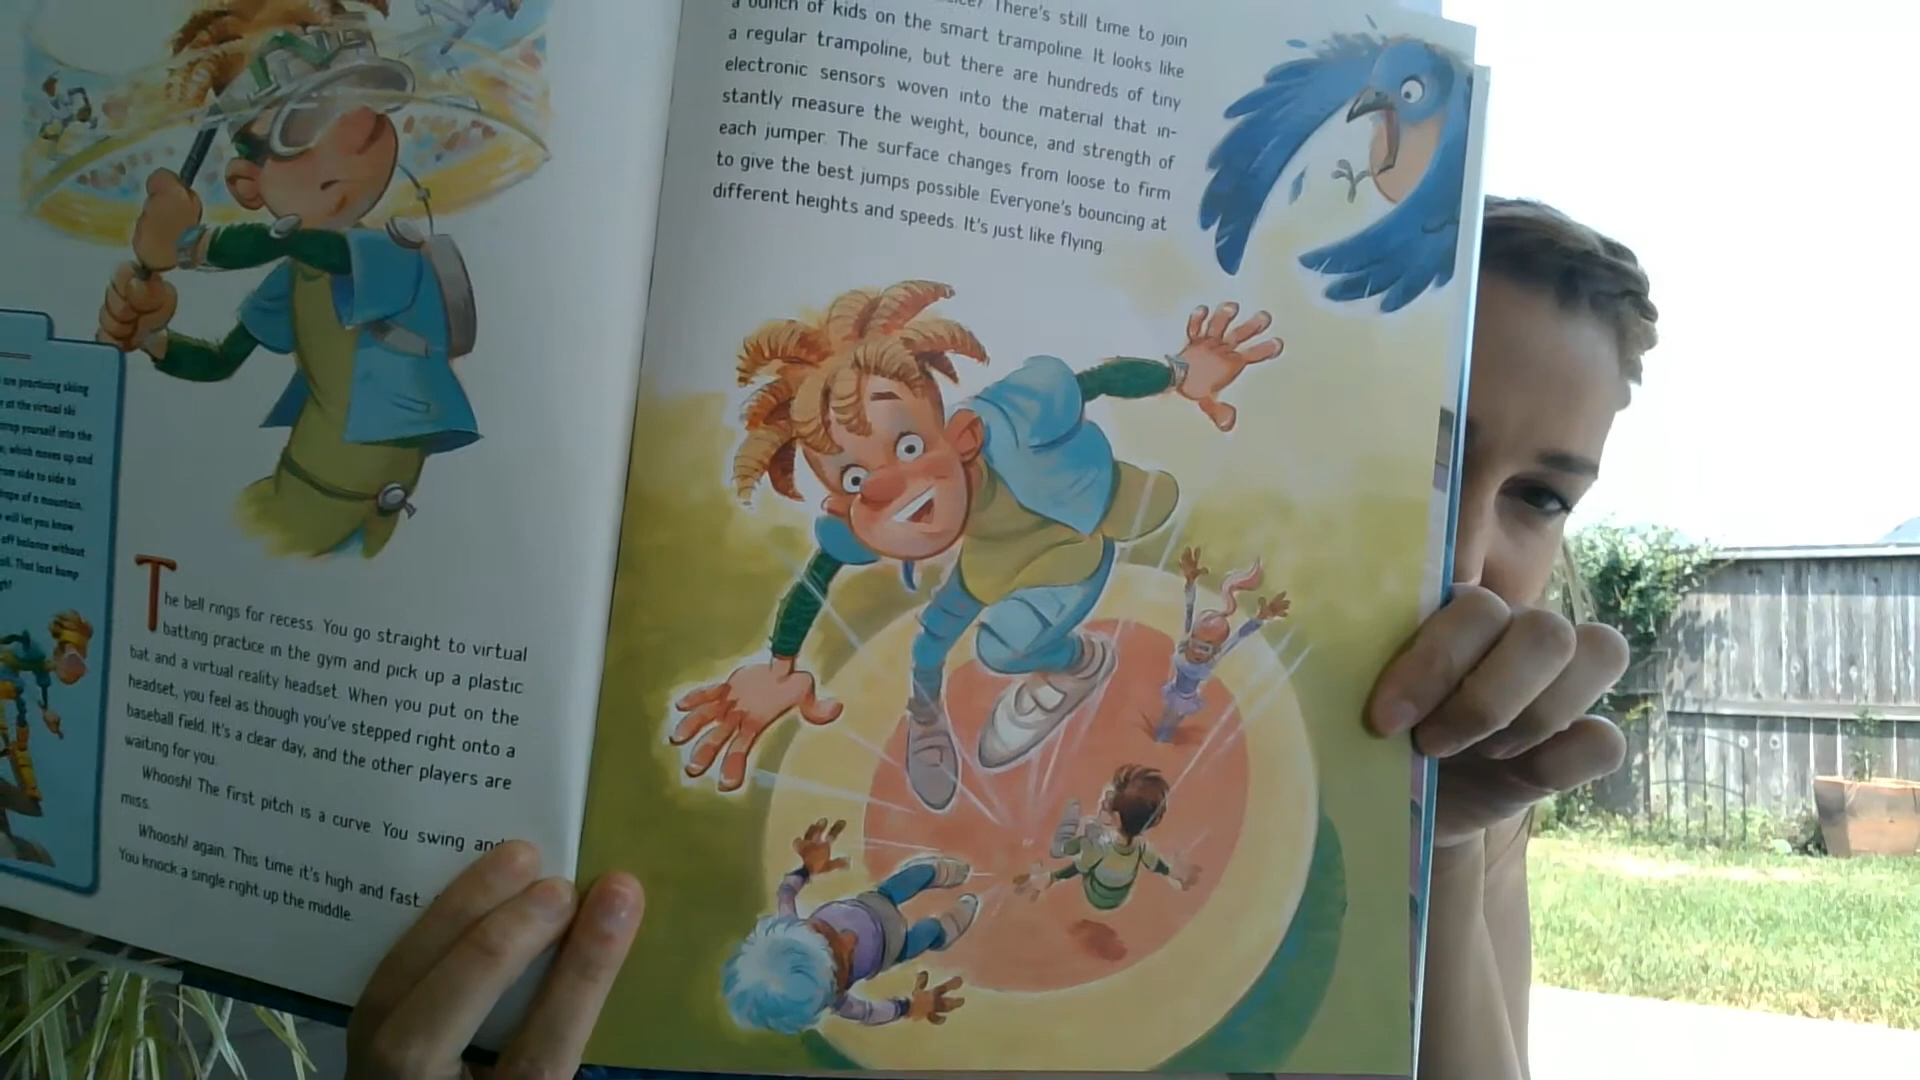 are practicing skiing
at the virtual ski
strap yourself into the
which moves up and
from side to side to
shape of a mountain.
will let you know
off balance without
That last bump
The bell rings for recess. You go straight to virtual
batting practice in the gym and pick up a plastic
bat and a virtual reality headset. When you put on the
headset, you feel as though you've stepped right onto a
baseball field. It's a clear day, and the other players are
waiting for you.
Whoosh! The first pitch is a curve. You swing and
miss.
Whoosh! again. This time it's high and fast.
You knock a single right up the middle.
There's still time to join
a bunch of kids on the smart trampoline. It looks like
a regular trampoline, but there are hundreds of tiny
electronic sensors woven into the material that in-
stantly measure the weight, bounce, and strength of
each jumper. The surface changes from loose to firm
to give the best jumps possible. Everyone's bouncing at
different heights and speeds. It's just like flying.